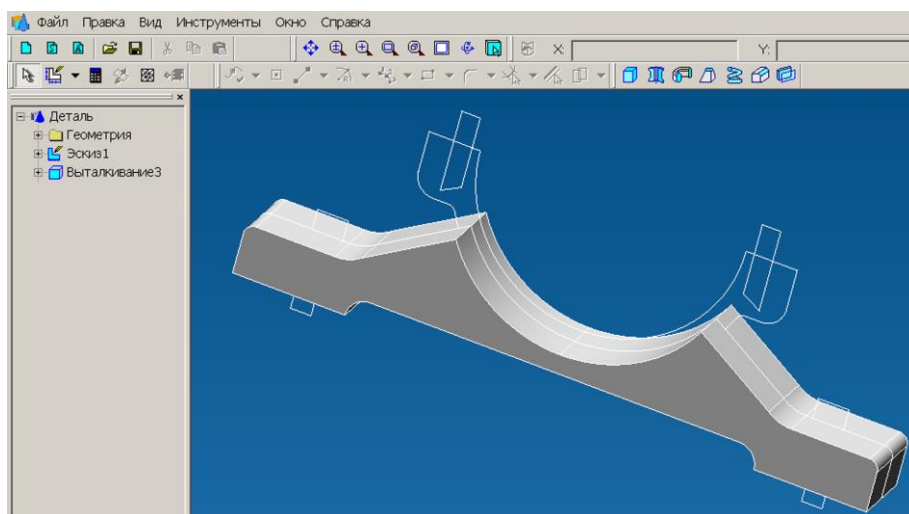 Файл Правка Вид Инструменты Окно Справка
X: Y:
Деталь
Геометрия
Эскиз1
Выталкивание3